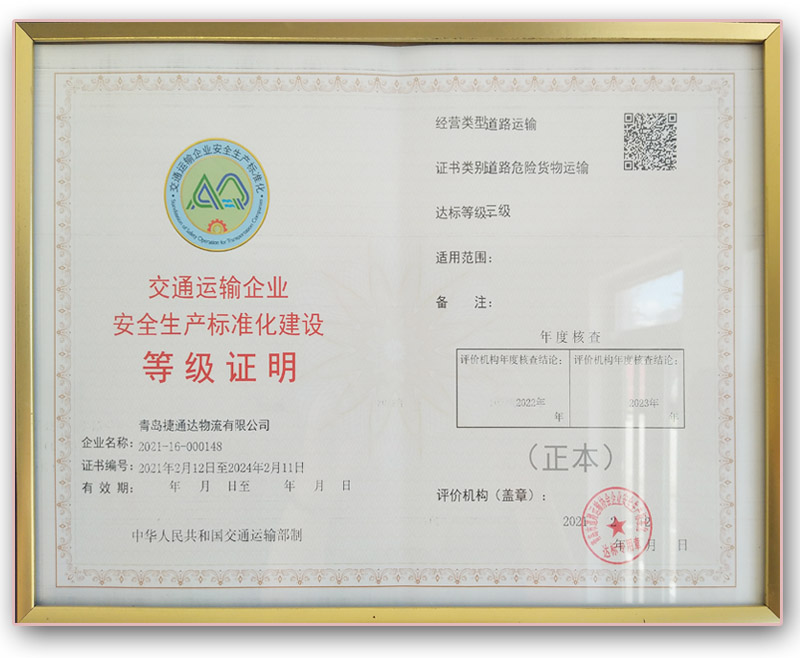 交通运输企业安全生产标准化
交通运输企业
安全生产标准化建设
等级证明
青岛捷通达物流有限公司
企业名称：
2021-16-000148
证书编号：
2021年2月12日至2024年2月11日
有效期：
年 月 日至 年 月 日
中华人民共和国交通运输部制
经营类型道路运输
证书类别道路危险货物运输
达标等级：三级
适用范围：
备 注：
年度核查
评价机构年度核查结论：
2022年
年
评价机构年度核查结论：
2023年
年
（正本）
评价机构（盖章）：
2021 2
年 月 日